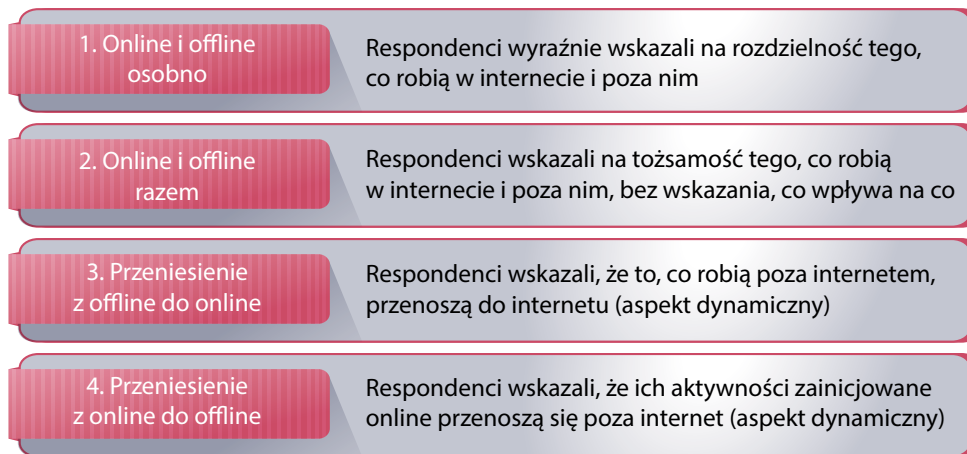 1. Online i offline
osobno
Respondenci wyraźnie wskazali na rozdzielność tego,
co robią w internecie i poza nim
2. Online i offline
razem
Respondenci wskazali na tożsamość tego, co robią
w internecie i poza nim, bez wskazania, co wpływa na co
3. Przeniesienie
z offline do online
Respondenci wskazali, że to, co robią poza internetem,
przenoszą do internetu (aspekt dynamiczny)
4. Przeniesienie
z online do offline
Respondenci wskazali, że ich aktywności zainicjowane
online przenoszą się poza internet (aspekt dynamiczny)